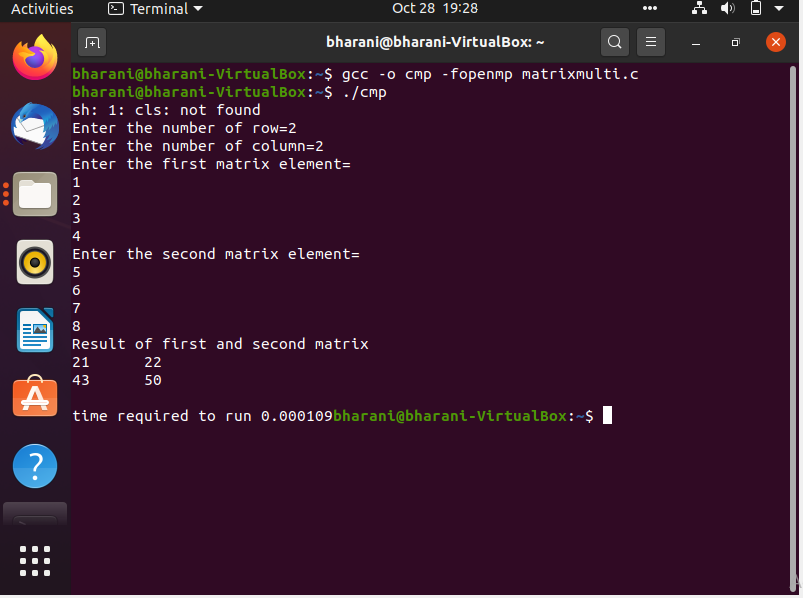 Activities Terminal Oct 28 19:28
bharani@bharani-VirtualBox: ~
bharani@bharani-VirtualBox:~$ gcc -o cmp -fopenmp matrixmulti.c
bharani@bharani-VirtualBox:~$ ./cmp
sh: 1: cls: not found
Enter the number of row=2
Enter the number of column=2
Enter the first matrix element=
1
2
3
4
Enter the second matrix element=
5
6
7
8
Result of first and second matrix
21 22
43 50
time required to run 0.000109bharani@bharani-VirtualBox:~$